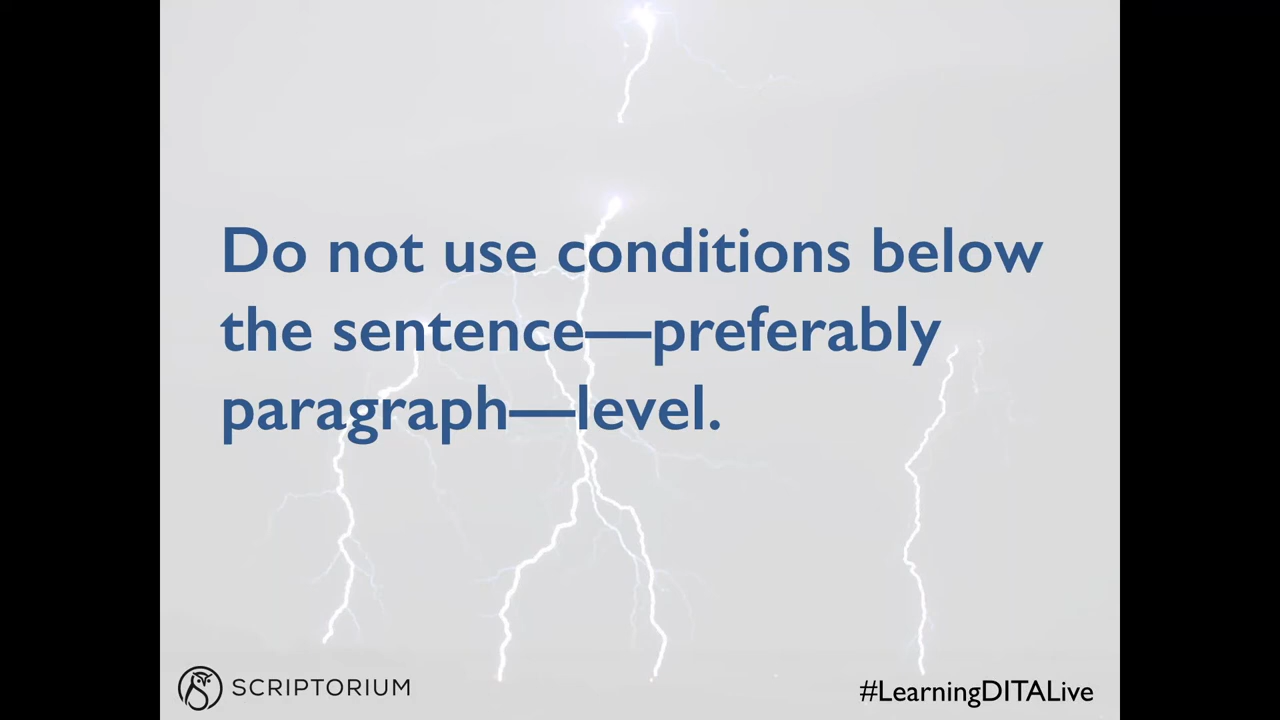 Do not use conditions below
the sentence—preferably
paragraph—level.
SCRIPTORIUM
#LearningDITALive